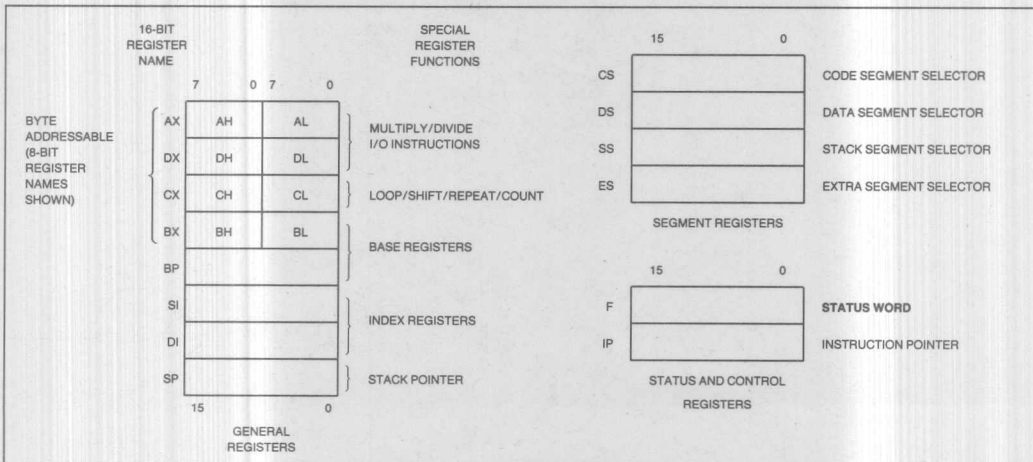 16-BIT
REGISTER
NAME
SPECIAL
REGISTER
FUNCTIONS
7 0 7 0
BYTE
ADDRESSABLE
(8-BIT
REGISTER
NAMES
SHOWN)
AX AH AL
DX DH DL
MULTIPLY/DIVIDE
I/O INSTRUCTIONS
CX CH CL LOOP/SHIFT/REPEAT/COUNT
BX BH BL
BASE REGISTERS
BP
SI
INDEX REGISTERS
DI
SP STACK POINTER
15 0
GENERAL
REGISTERS
15 0
CS CODE SEGMENT SELECTOR
DS DATA SEGMENT SELECTOR
SS STACK SEGMENT SELECTOR
ES EXTRA SEGMENT SELECTOR
SEGMENT REGISTERS
15 0
F STATUS WORD
IP INSTRUCTION POINTER
STATUS AND CONTROL
REGISTERS